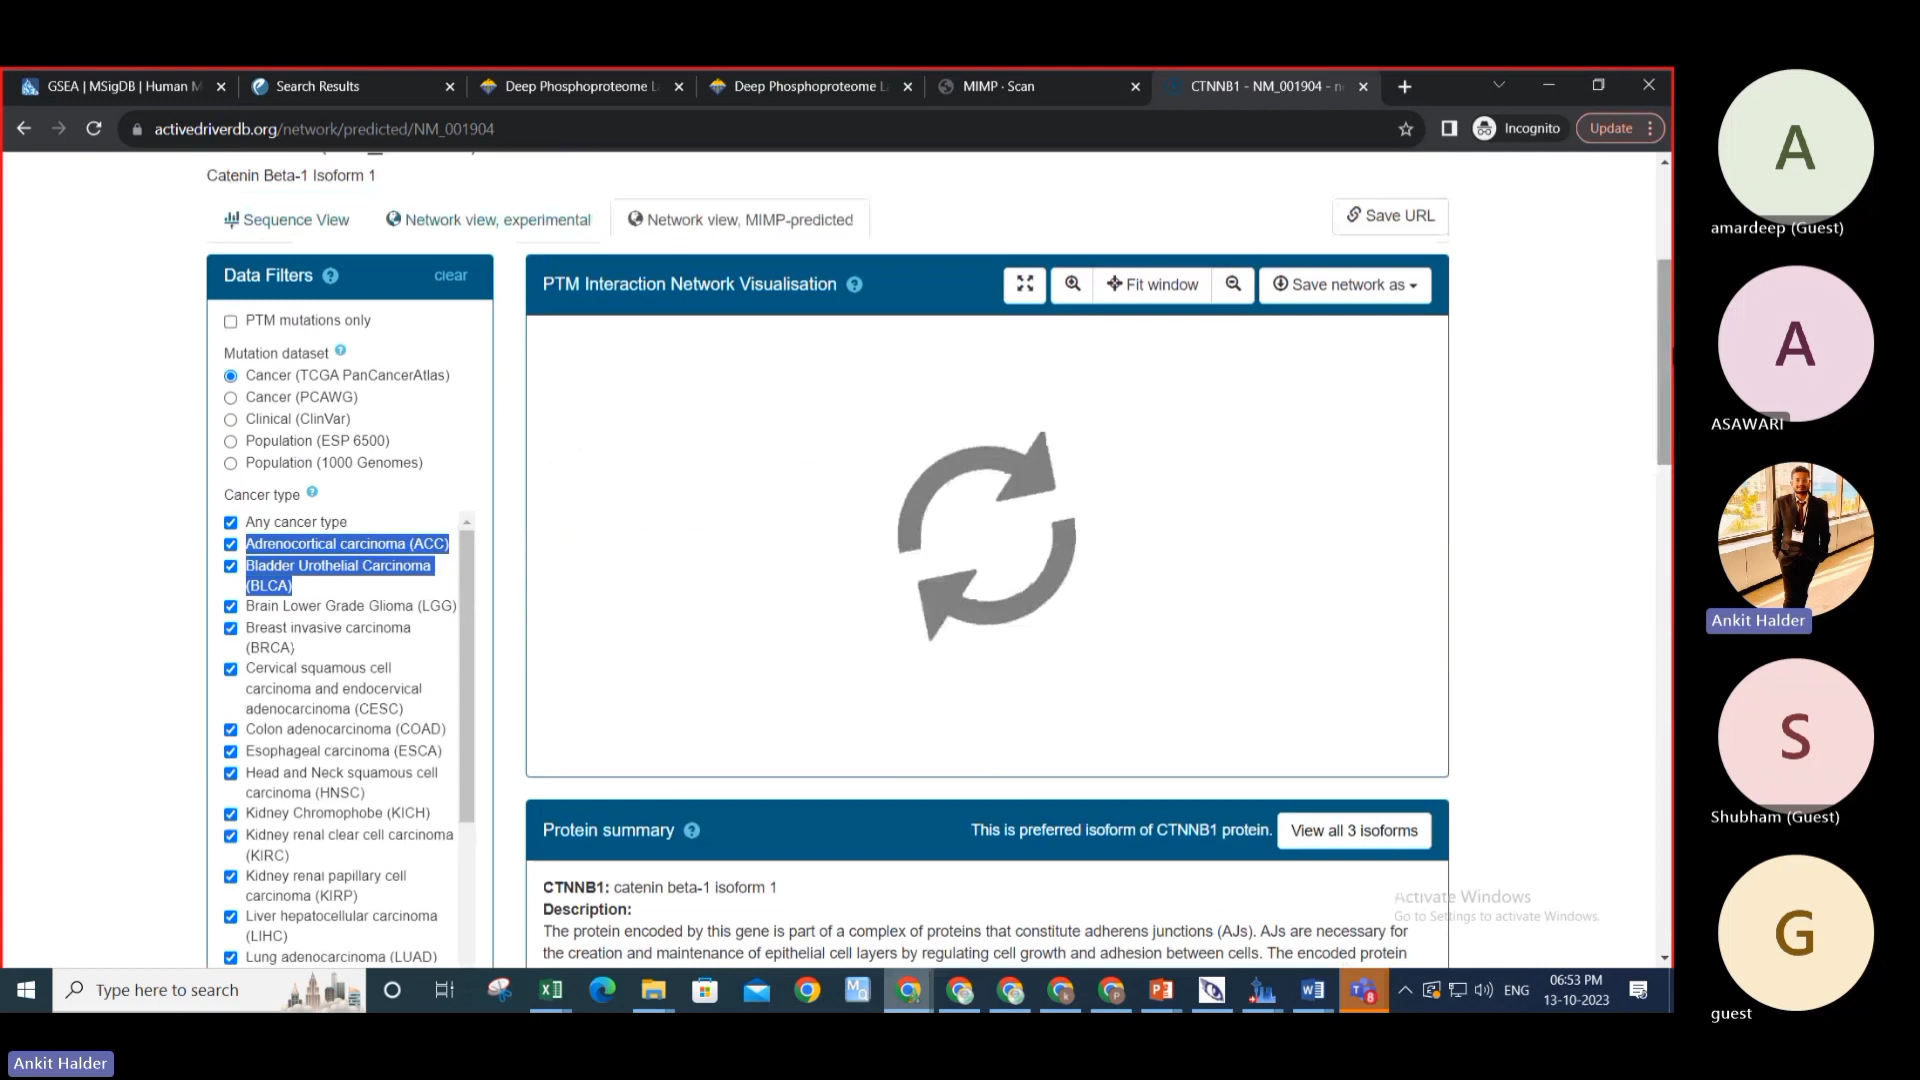 GSEA | MSigDB | Human M
Search Results
Deep Phosphoproteome L
Deep Phosphoproteome L
MIMP · Scan
CTNNB1 - NM_001904 - n
activedriverdb.org/network/predicted/NM_001904
Incognito
Update
Catenin Beta-1 Isoform 1
Sequence View
Network view, experimental
Network view, MIMP-predicted
Save URL
Data Filters ?
clear
PTM mutations only
Mutation dataset ?
Cancer (TCGA PanCancerAtlas)
Cancer (PCAWG)
Clinical (ClinVar)
Population (ESP 6500)
Population (1000 Genomes)
Cancer type ?
Any cancer type
Adrenocortical carcinoma (ACC)
Bladder Urothelial Carcinoma
(BLCA)
Brain Lower Grade Glioma (LGG)
Breast invasive carcinoma
(BRCA)
Cervical squamous cell
carcinoma and endocervical
adenocarcinoma (CESC)
Colon adenocarcinoma (COAD)
Esophageal carcinoma (ESCA)
Head and Neck squamous cell
carcinoma (HNSC)
Kidney Chromophobe (KICH)
Kidney renal clear cell carcinoma
(KIRC)
Kidney renal papillary cell
carcinoma (KIRP)
Liver hepatocellular carcinoma
(LIHC)
Lung adenocarcinoma (LUAD)
PTM Interaction Network Visualisation ?
Fit window
Save network as
Protein summary ?
This is preferred isoform of CTNNB1 protein.
View all 3 isoforms
CTNNB1: catenin beta-1 isoform 1
Description:
The protein encoded by this gene is part of a complex of proteins that constitute adherens junctions (AJs). AJs are necessary for
the creation and maintenance of epithelial cell layers by regulating cell growth and adhesion between cells. The encoded protein
Activate Windows
Go to Settings to activate Windows.
Type here to search
ENG
06:53 PM
13-10-2023
A
amardeep (Guest)
A
ASAWARI
Ankit Halder
S
Shubham (Guest)
G
guest
Ankit Halder